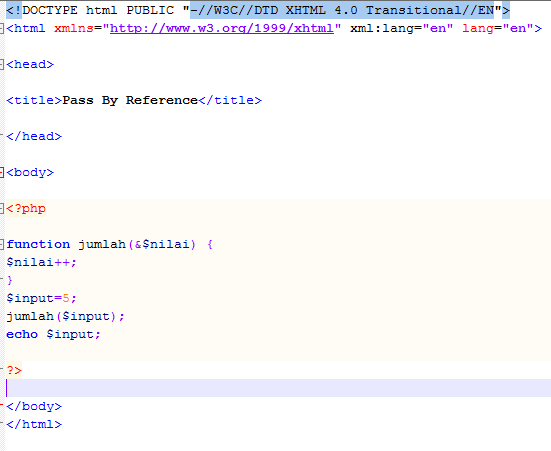 <!DOCTYPE html PUBLIC "-//W3C//DTD XHTML 4.0 Transitional//EN">
<html xmlns="http://www.w3.org/1999/xhtml" xml:lang="en" lang="en">
<head>
<title>Pass By Reference</title>
</head>
<body>
<?php
function jumlah(&$nilai) {
$nilai++;
}
$input=5;
jumlah($input);
echo $input;
?>
</body>
</html>